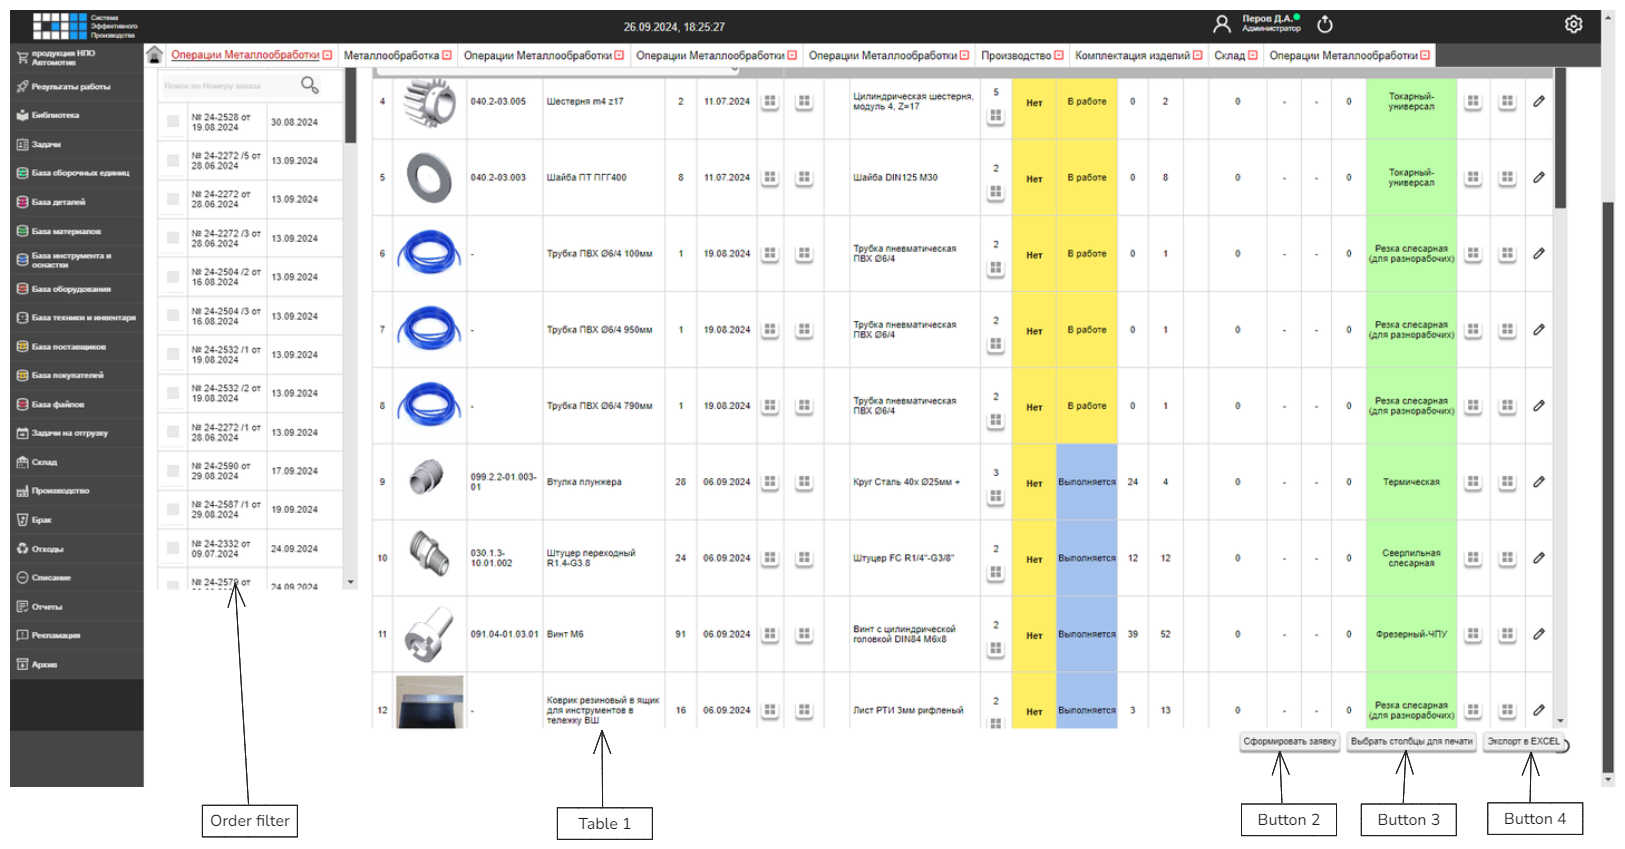 Система
Эффективного
Производства
26.09.2024, 18:25:27
Перов Д.А.
Администратор
продукция НПО
Автомотив
Результаты работы
Библиотека
Задачи
База сборочных единиц
База деталей
База материалов
База инструмента и
оснастки
База оборудования
База техники и инвентаря
База поставщиков
База покупателей
База файлов
Задачи на отгрузку
Склад
Производство
Брак
Отходы
Списание
Отчеты
Рекламация
Архив
Операции Металлообработки
Металлообработка
Операции Металлообработки
Операции Металлообработки
Операции Металлообработки
Производство
Комплектация изделий
Склад
Операции Металлообработки
Поиск по Номеру заказа
№ 24-2528 от
19.08.2024
30.08.2024
№ 24-2272 /5 от
28.06.2024
13.09.2024
№ 24-2272 от
28.06.2024
13.09.2024
№ 24-2272 /3 от
28.06.2024
13.09.2024
№ 24-2504 /2 от
16.08.2024
13.09.2024
№ 24-2504 /3 от
16.08.2024
13.09.2024
№ 24-2532 /1 от
19.08.2024
13.09.2024
№ 24-2532 /2 от
19.08.2024
13.09.2024
№ 24-2272 /1 от
28.06.2024
13.09.2024
№ 24-2590 от
29.08.2024
17.09.2024
№ 24-2587 /1 от
29.08.2024
19.09.2024
№ 24-2332 от
09.07.2024
24.09.2024
№ 24-2579 от
24.09.2024
4 040.2-03.005 Шестерня m4 z17 2 11.07.2024 Цилиндрическая шестерня,
модуль 4, Z=17
5 Нет В работе 0 2 0 - - 0 Токарный-
универсал
5 040.2-03.003 Шайба ПТ ПГГ400 8 11.07.2024 Шайба DIN125 М30 2 Нет В работе 0 8 0 - - 0 Токарный-
универсал
6 - Трубка ПВХ Ø6/4 100мм 1 19.08.2024 Трубка пневматическая
ПВХ Ø6/4
2 Нет В работе 0 1 0 - - 0 Резка слесарная
(для разнорабочих)
7 - Трубка ПВХ Ø6/4 950мм 1 19.08.2024 Трубка пневматическая
ПВХ Ø6/4
2 Нет В работе 0 1 0 - - 0 Резка слесарная
(для разнорабочих)
8 - Трубка ПВХ Ø6/4 790мм 1 19.08.2024 Трубка пневматическая
ПВХ Ø6/4
2 Нет В работе 0 1 0 - - 0 Резка слесарная
(для разнорабочих)
9 099.2.2-01.003-
01
Втулка плунжера 28 06.09.2024 Круг Сталь 40х Ø25мм + 3 Нет Выполняется 24 4 0 - - 0 Термическая
10 030.1.3-
10.01.002
Штуцер переходный
R1.4-G3.8
24 06.09.2024 Штуцер FC R1/4"-G3/8" 2 Нет Выполняется 12 12 0 - - 0 Сверлильная
слесарная
11 091.04-01.03.01 Винт М6 91 06.09.2024 Винт с цилиндрической
головкой DIN84 М6х8
2 Нет Выполняется 39 52 0 - - 0 Фрезерный-ЧПУ
12 - Коврик резиновый в ящик
для инструментов в
тележку ВШ
16 06.09.2024 Лист РТИ 3мм рифленый 2 Нет Выполняется 3 13 0 - - 0 Резка слесарная
(для разнорабочих)
Сформировать заявку
Выбрать столбцы для печати
Экспорт в EXCEL
Order filter
Table 1
Button 2
Button 3
Button 4